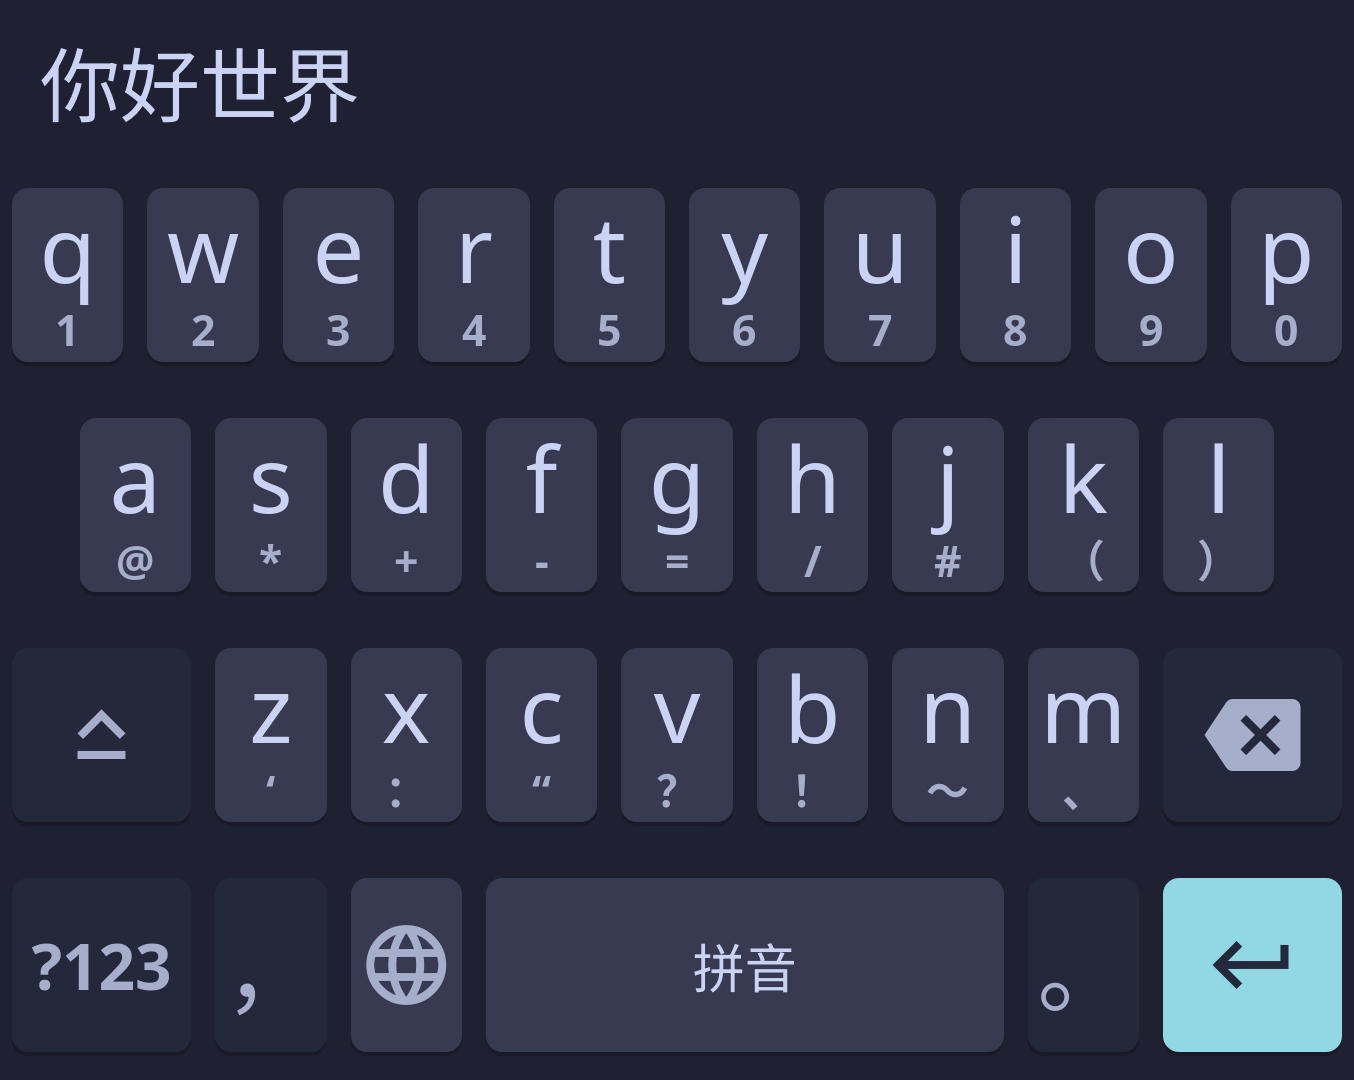 你好世界
q w e r t y u i o p
1 2 3 4 5 6 7 8 9 0
a s d f g h j k l
@ * + - = / # （ ）
z x c v b n m
‘ ： “ ？ ！ ～ 、
?123 ， 拼音 。